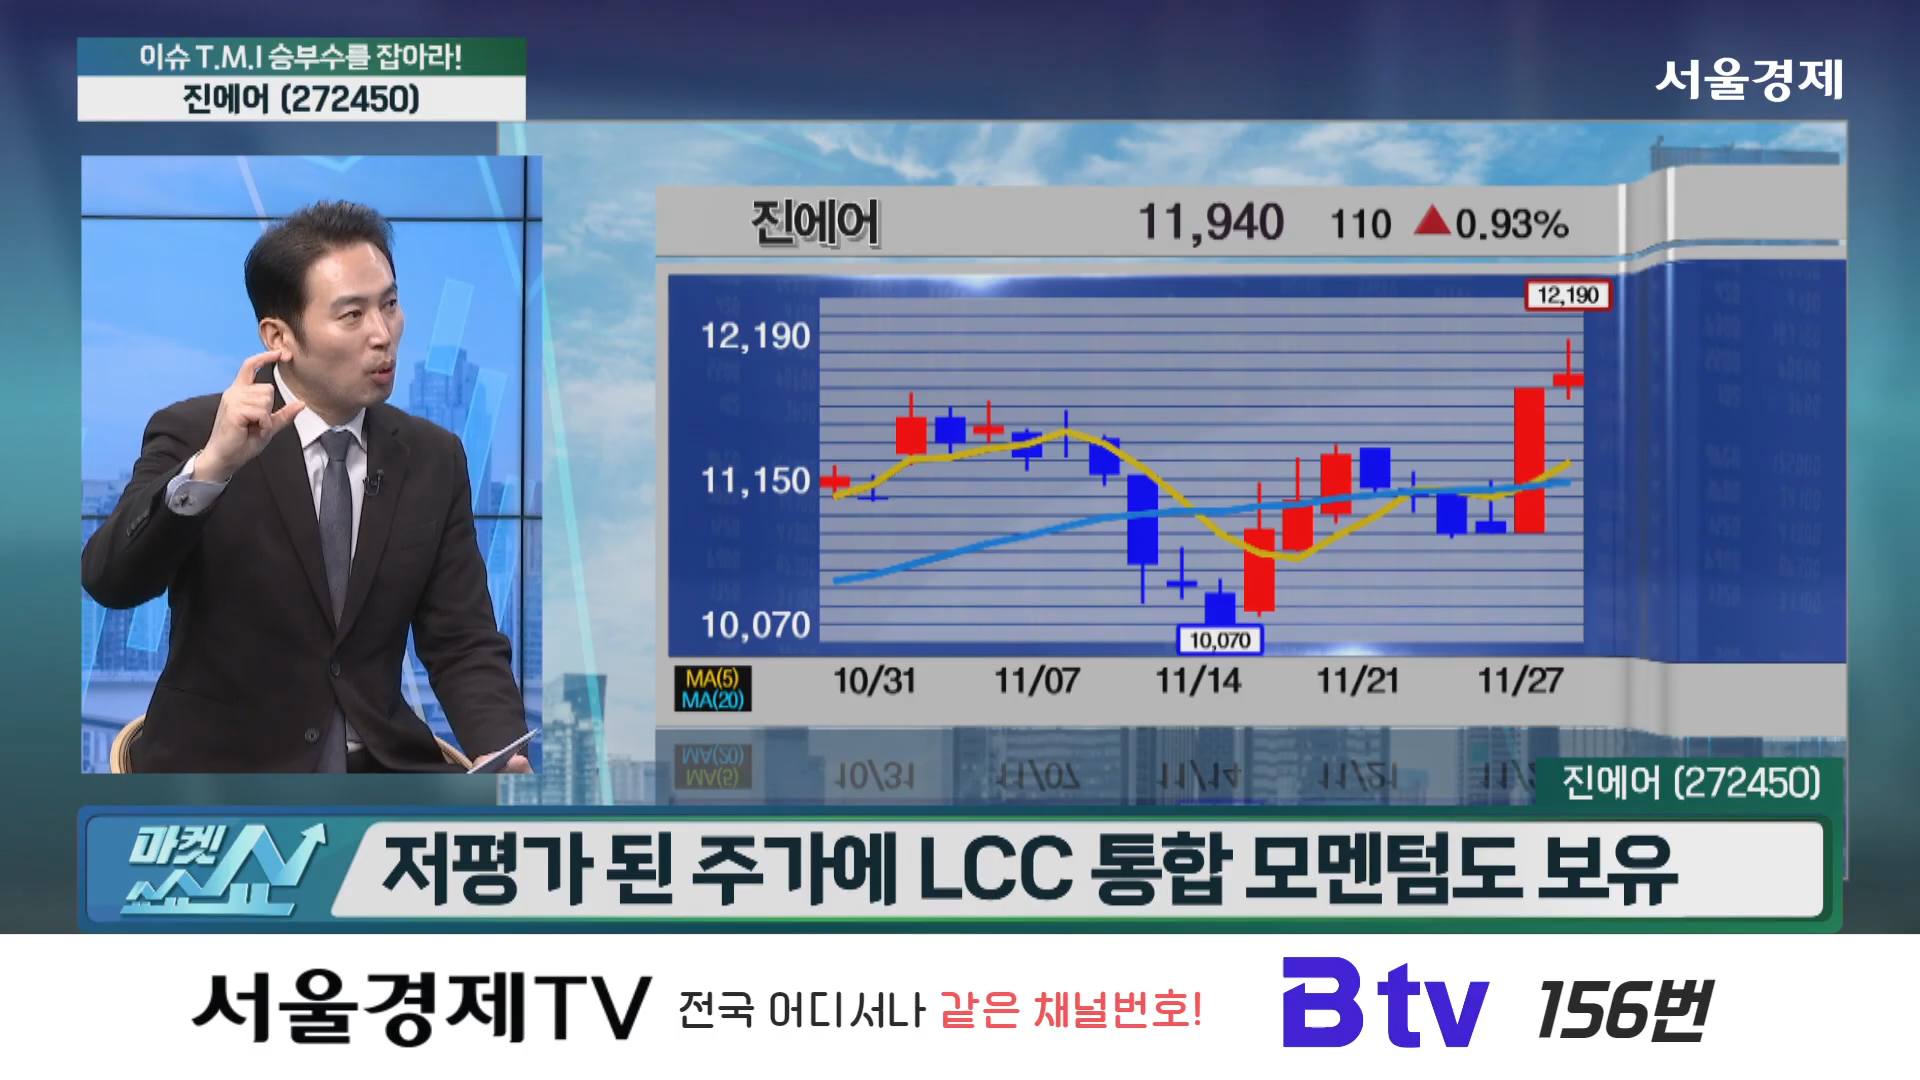 이슈 T.M.I 승부수를 잡아라!
진에어 (272450)
서울경제
진에어 11,940 110 ▲0.93%
12,190
12,190
11,150
10,070
10,070
MA(5)
MA(20)
10/31 11/07 11/14 11/21 11/27
진에어 (272450)
마켓쇼
저평가 된 주가에 LCC 통합 모멘텀도 보유
서울경제TV 전국 어디서나 같은 채널번호! B tv 156번